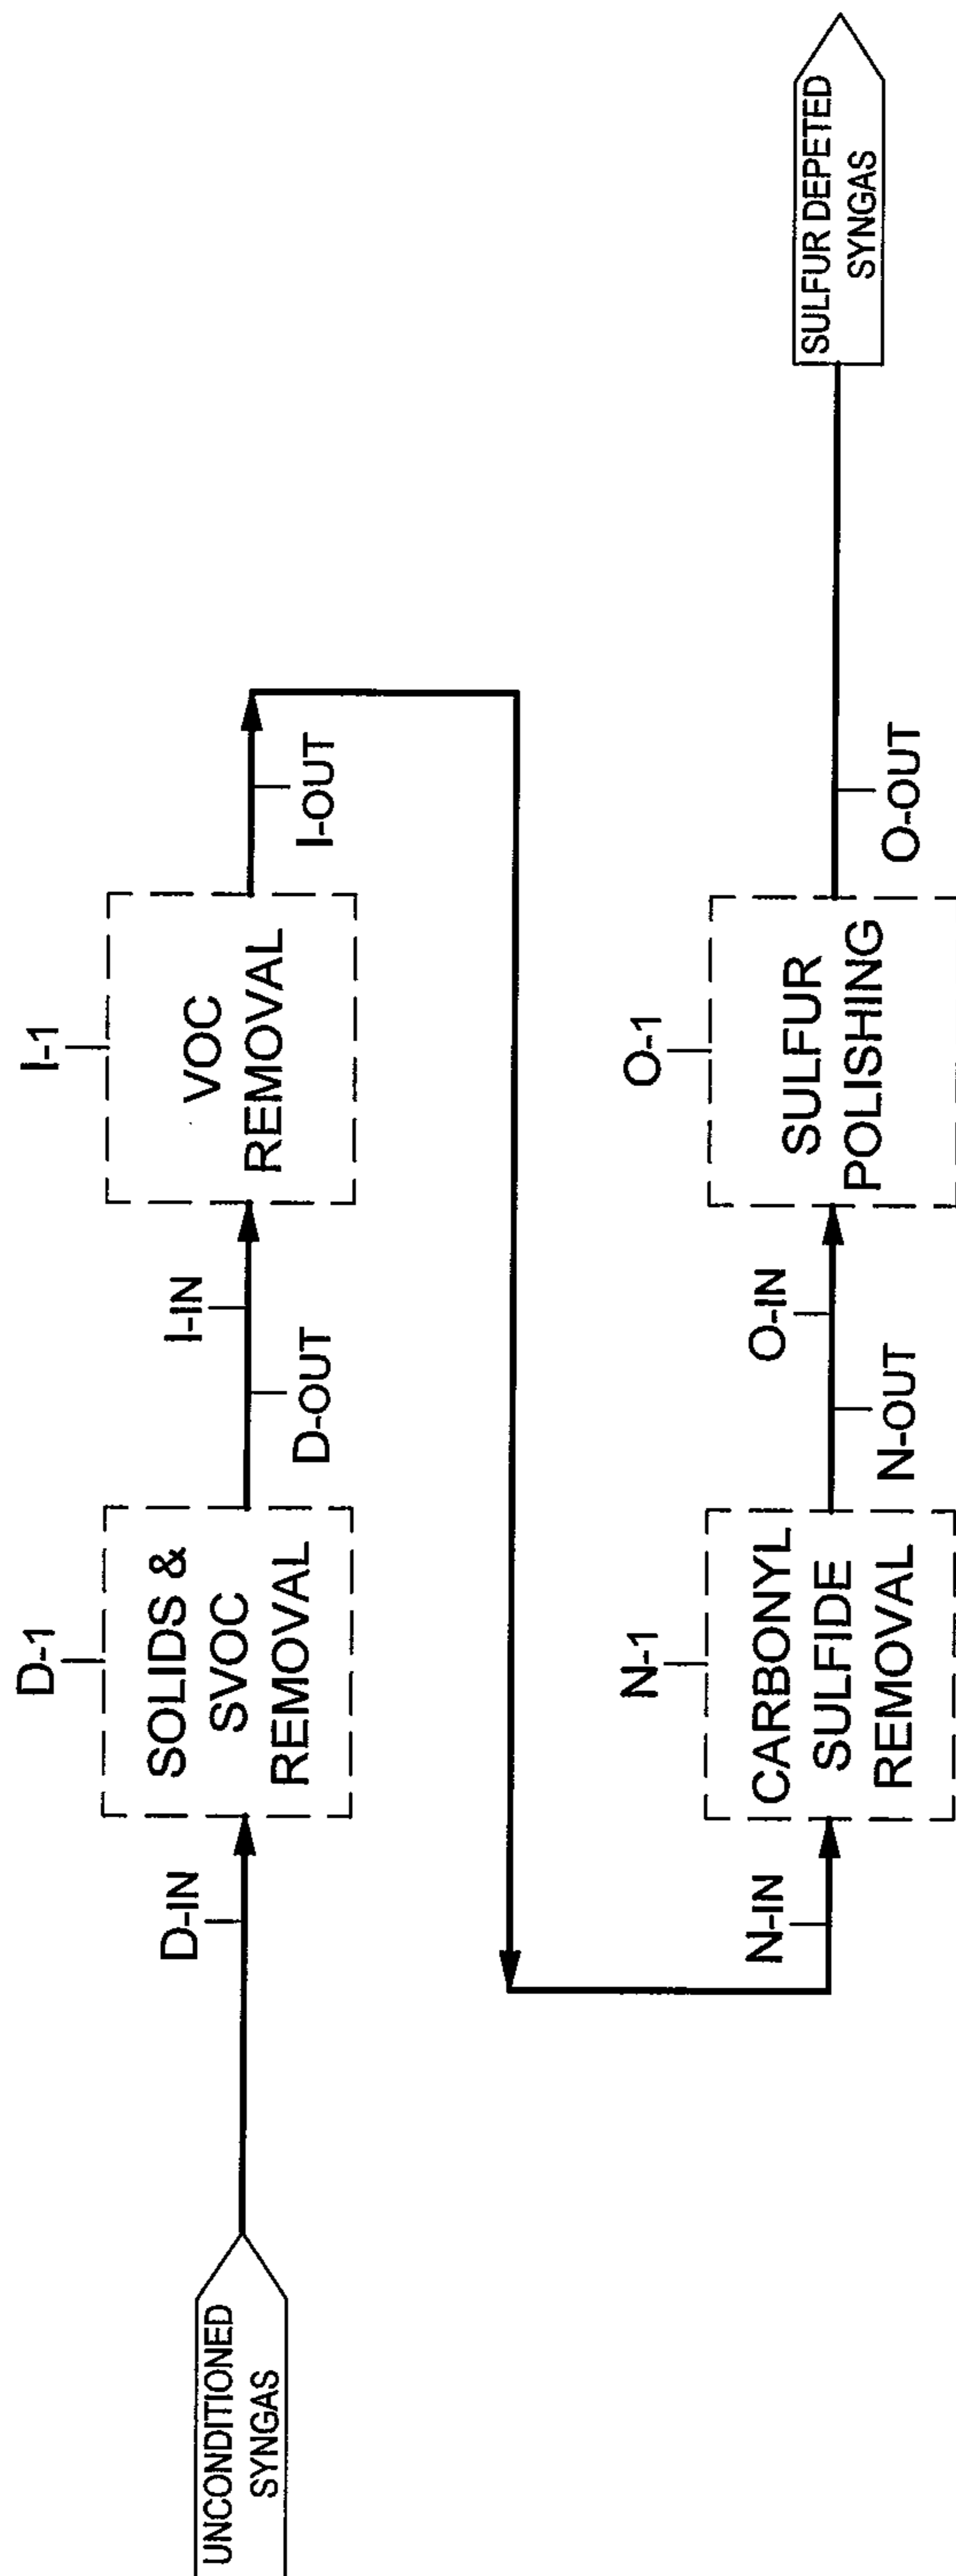 UNCONDITIONED
SYNGAS
D-IN
D-1
SOLIDS &
SVOC
REMOVAL
D-OUT
I-IN
I-1
VOC
REMOVAL
I-OUT
N-IN
N-1
CARBONYL
SULFIDE
REMOVAL
N-OUT
O-IN
O-1
SULFUR
POLISHING
O-OUT
SULFUR DEPETED
SYNGAS